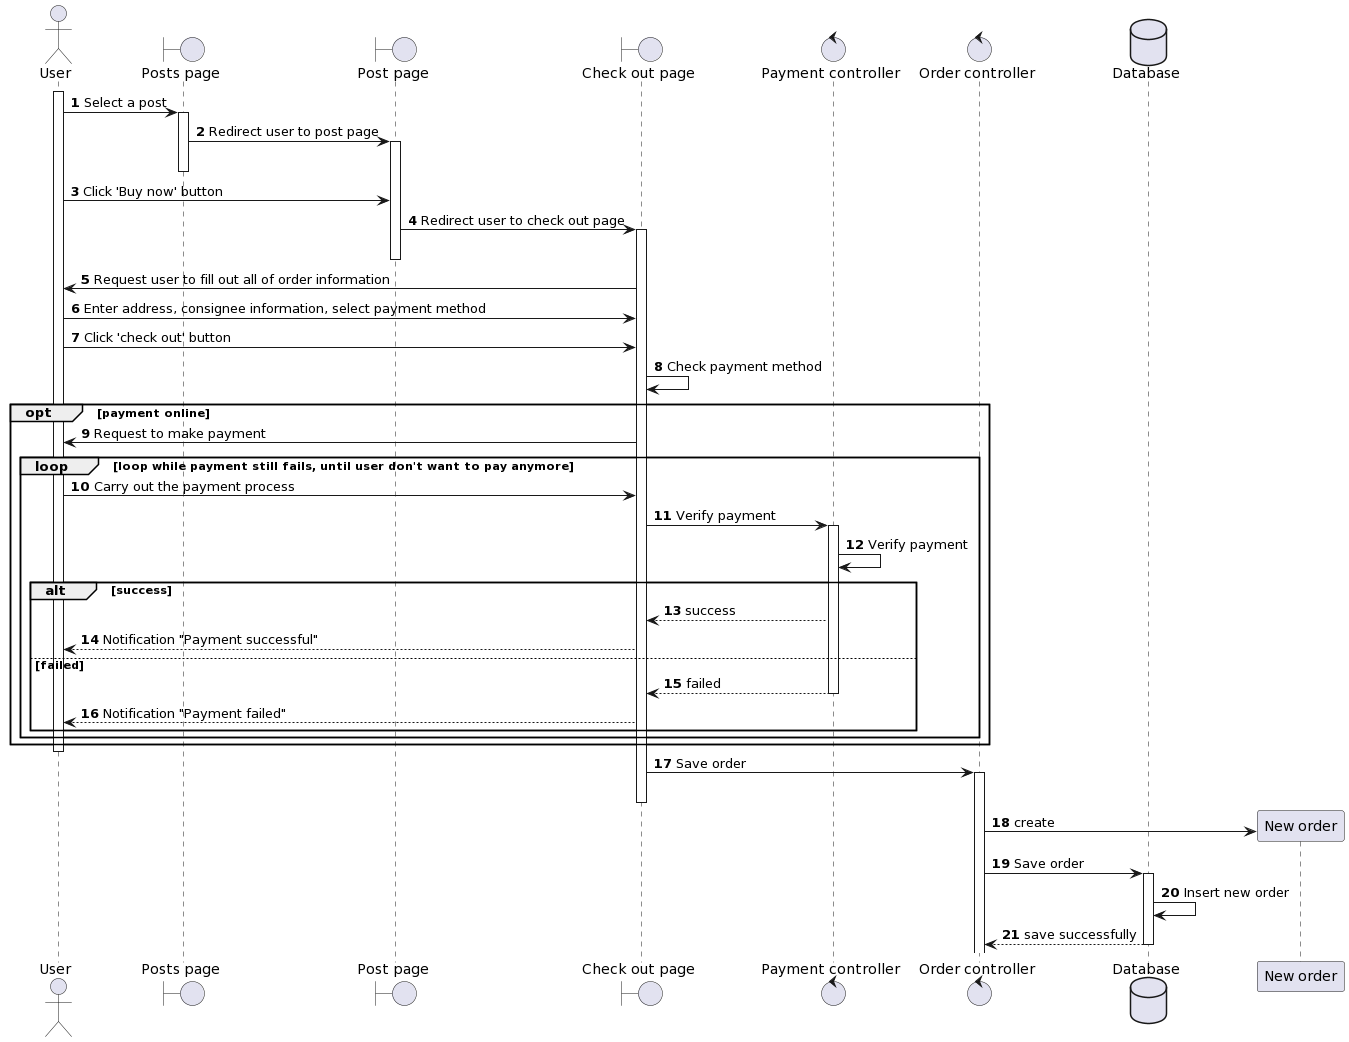 User
Posts page
Post page
Check out page
Payment controller
Order controller
Database
1 Select a post
2 Redirect user to post page
3 Click 'Buy now' button
4 Redirect user to check out page
5 Request user to fill out all of order information
6 Enter address, consignee information, select payment method
7 Click 'check out' button
8 Check payment method
opt [payment online]
9 Request to make payment
loop [loop while payment still fails, until user don't want to pay anymore]
10 Carry out the payment process
11 Verify payment
12 Verify payment
alt [success]
13 success
14 Notification "Payment successful"
[failed]
15 failed
16 Notification "Payment failed"
17 Save order
18 create
New order
19 Save order
20 Insert new order
21 save successfully
User
Posts page
Post page
Check out page
Payment controller
Order controller
Database
New order